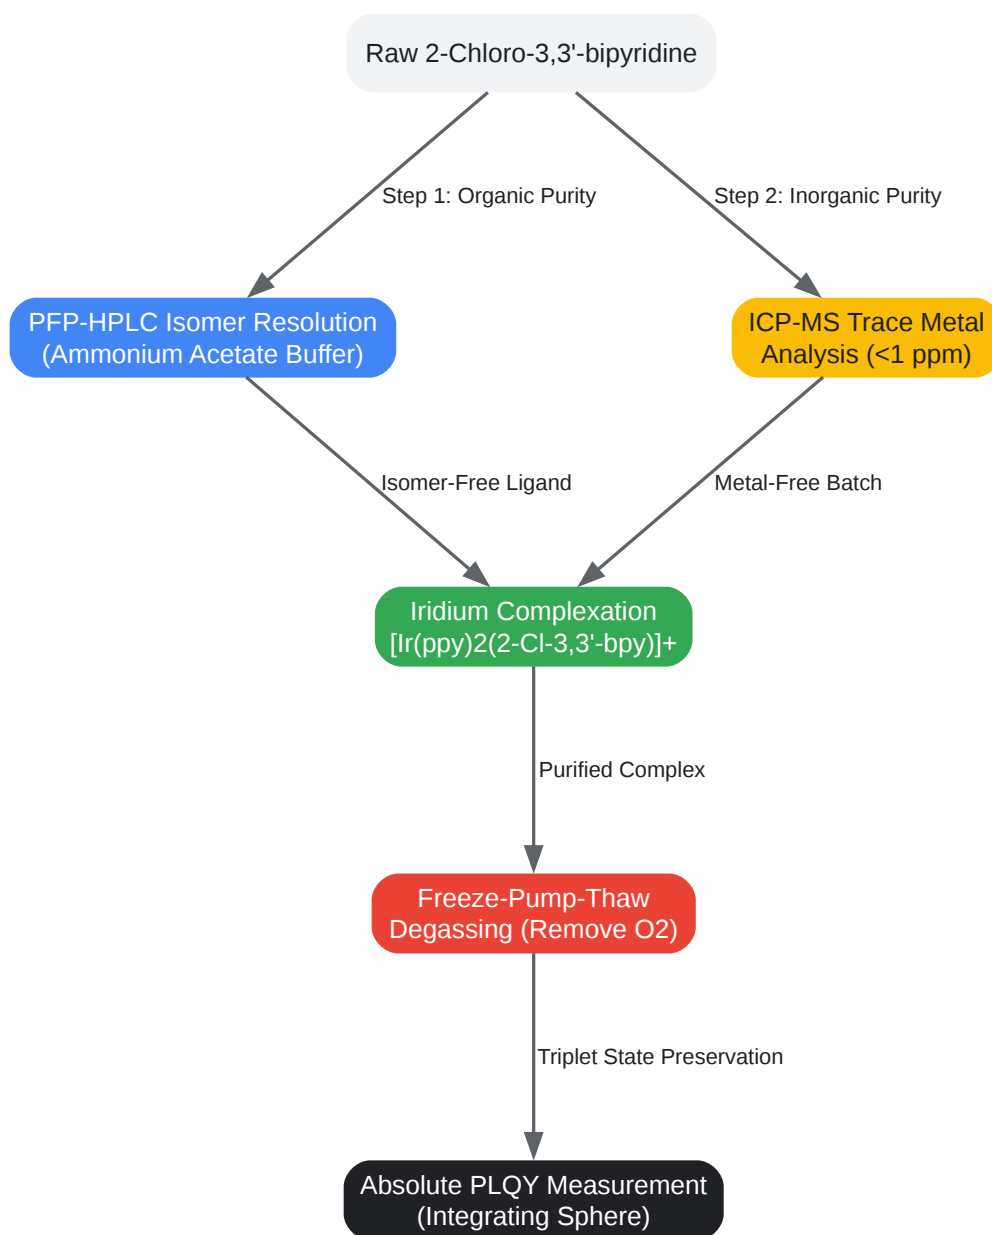 Raw 2-Chloro-3,3'-bipyridine
Step 1: Organic Purity
Step 2: Inorganic Purity
PFP-HPLC Isomer Resolution
(Ammonium Acetate Buffer)
ICP-MS Trace Metal
Analysis (<1 ppm)
Isomer-Free Ligand
Metal-Free Batch
Iridium Complexation
[Ir(ppy)2(2-Cl-3,3'-bpy)]+
Purified Complex
Freeze-Pump-Thaw
Degassing (Remove O2)
Triplet State Preservation
Absolute PLQY Measurement
(Integrating Sphere)